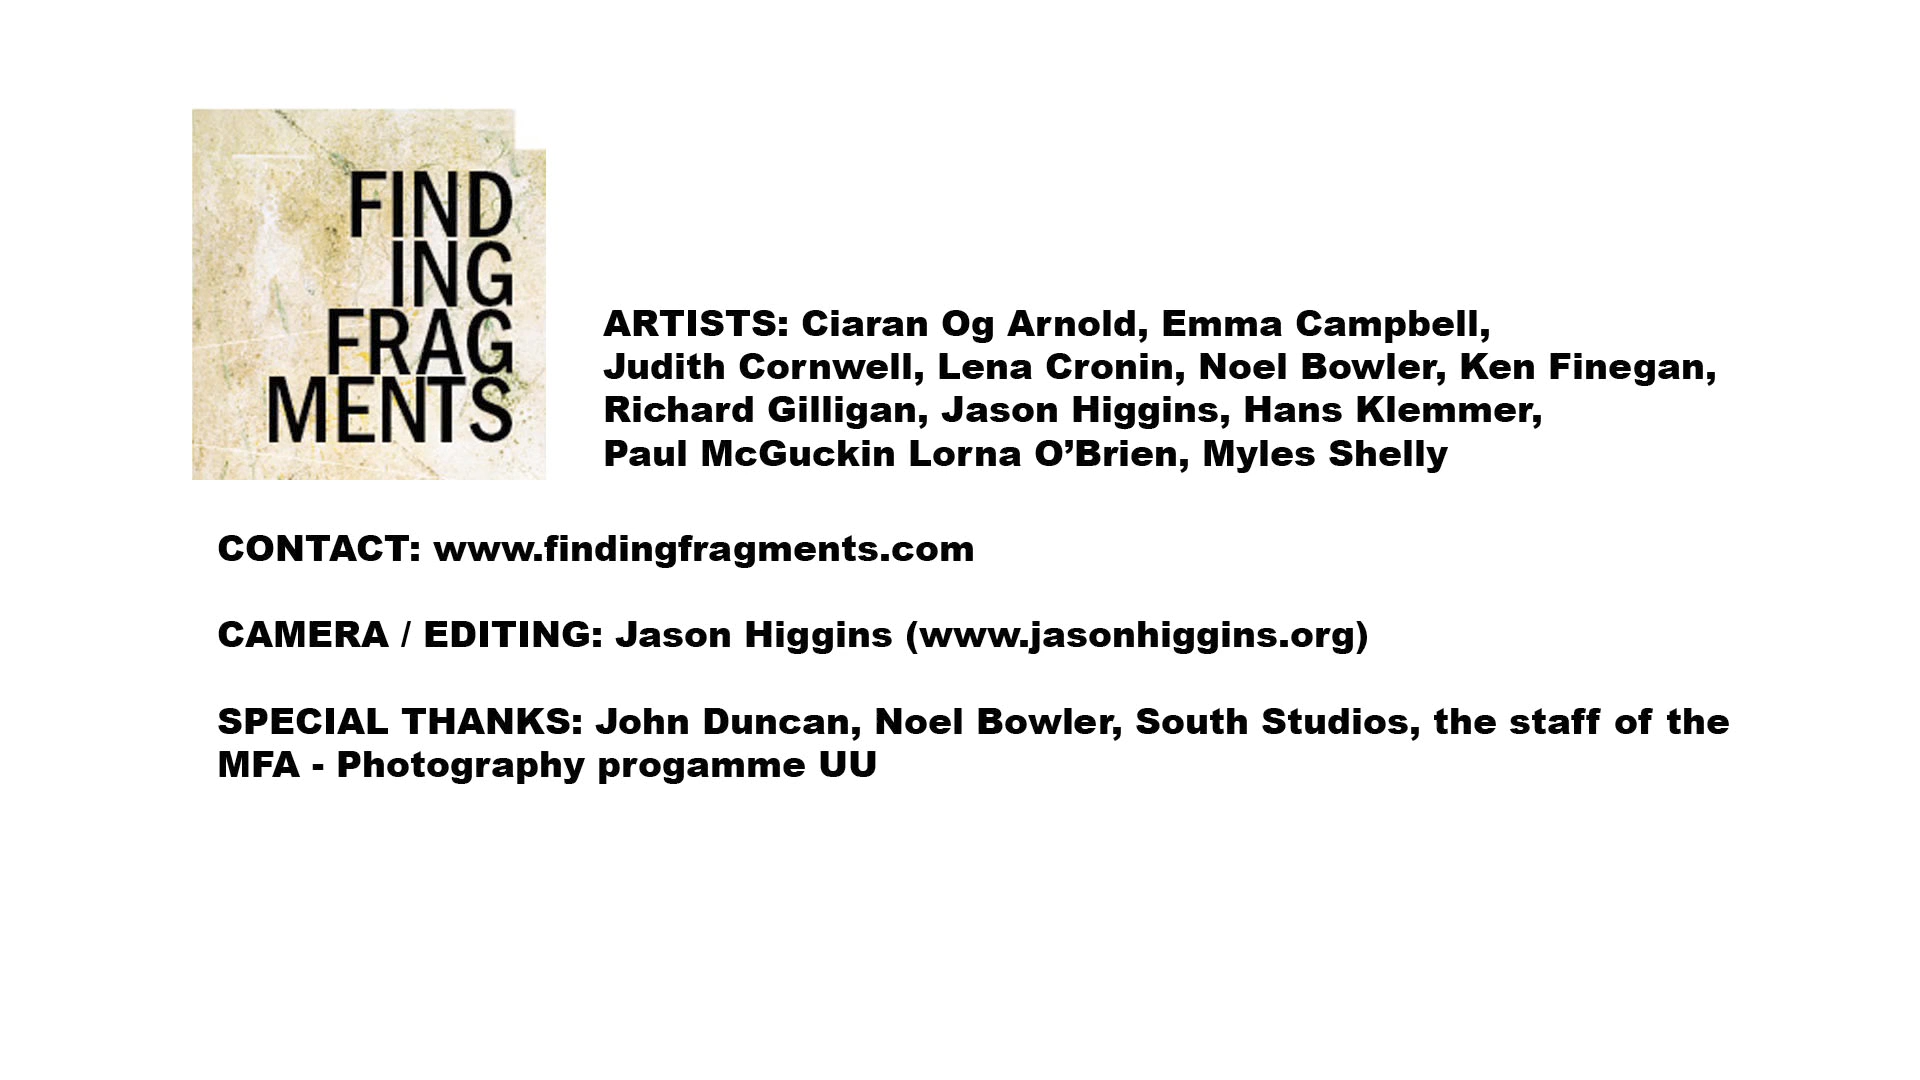 FIND
ING
FRAG
MENTS
ARTISTS: Ciaran Og Arnold, Emma Campbell,
Judith Cornwell, Lena Cronin, Noel Bowler, Ken Finegan,
Richard Gilligan, Jason Higgins, Hans Klemmer,
Paul McGuckin Lorna O’Brien, Myles Shelly
CONTACT: www.findingfragments.com
CAMERA / EDITING: Jason Higgins (www.jasonhiggins.org)
SPECIAL THANKS: John Duncan, Noel Bowler, South Studios, the staff of the
MFA - Photography progamme UU